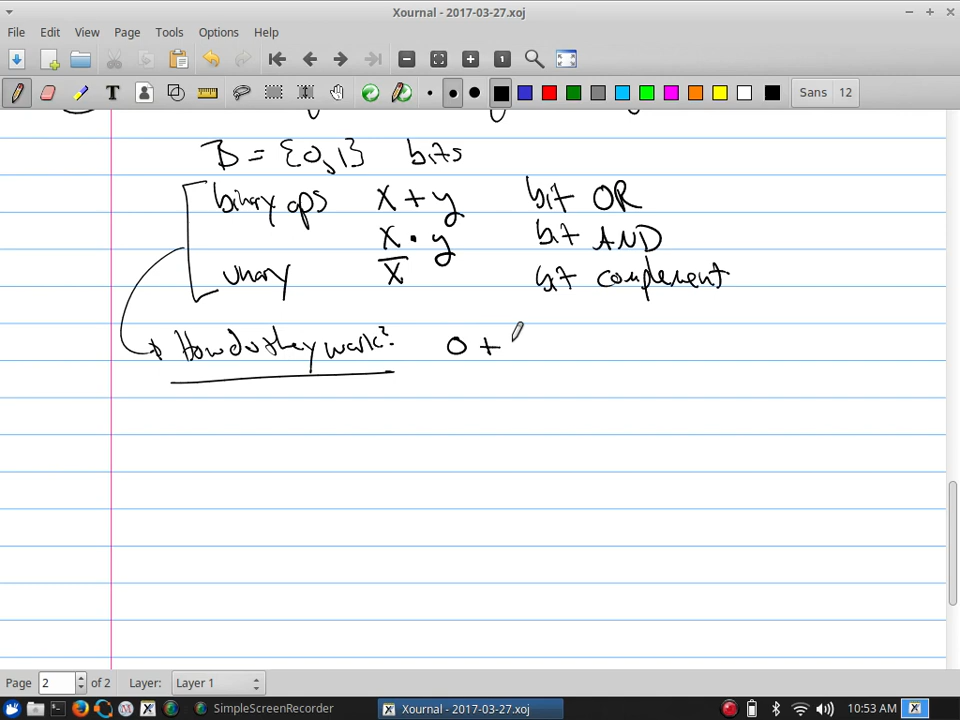 Xournal - 2017-03-27.xoj
File Edit View Page Tools Options Help
Sans 12
B = {0,1} bits
binary ops x + y bit OR
x · y bit AND
unary x̅ bit complement
How do they work? 0 +
Page 2 of 2 Layer: Layer 1
SimpleScreenRecorder Xournal - 2017-03-27.xoj 10:53 AM